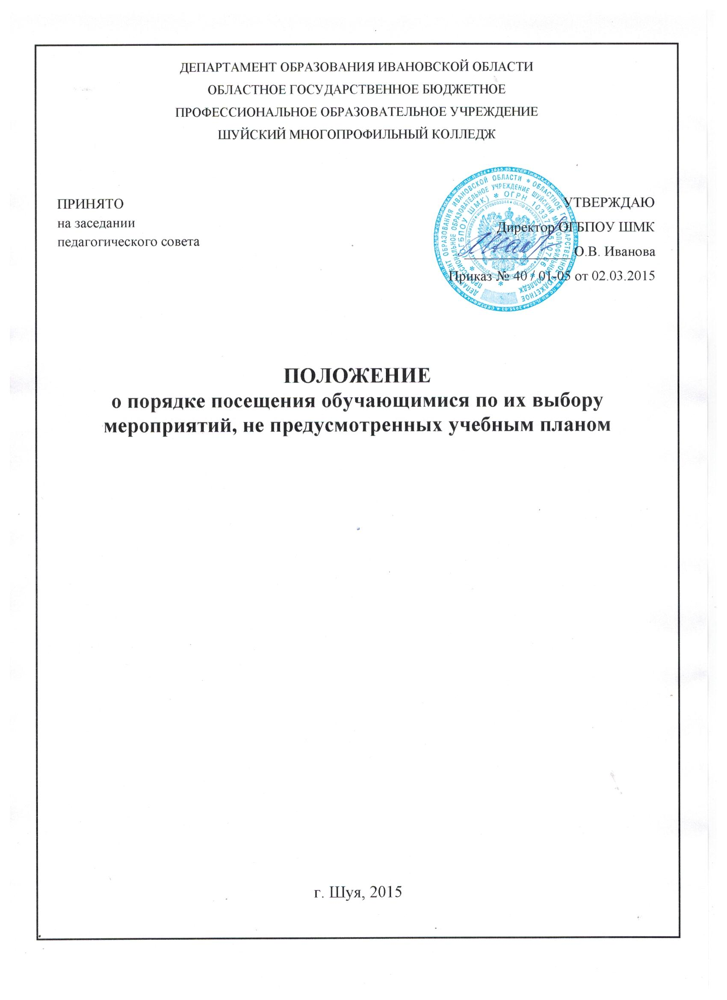 ДЕПАРТАМЕНТ ОБРАЗОВАНИЯ ИВАНОВСКОЙ ОБЛАСТИ
ОБЛАСТНОЕ ГОСУДАРСТВЕННОЕ БЮДЖЕТНОЕ
ПРОФЕССИОНАЛЬНОЕ ОБРАЗОВАТЕЛЬНОЕ УЧРЕЖДЕНИЕ
ШУЙСКИЙ МНОГОПРОФИЛЬНЫЙ КОЛЛЕДЖ
ПРИНЯТО
на заседании
педагогического совета
УТВЕРЖДАЮ
Директор ОГБПОУ ШМК
О.В. Иванова
Приказ № 40 / 01-05 от 02.03.2015
ДЕПАРТАМЕНТ ОБРАЗОВАНИЯ ИВАНОВСКОЙ ОБЛАСТИ * ОБЛАСТНОЕ ГОСУДАРСТВЕННОЕ БЮДЖЕТНОЕ
ПРОФЕССИОНАЛЬНОЕ ОБРАЗОВАТЕЛЬНОЕ УЧРЕЖДЕНИЕ ШУЙСКИЙ МНОГОПРОФИЛЬНЫЙ КОЛЛЕДЖ
(ОГБПОУ ШМК) * ОГРН
ПОЛОЖЕНИЕ
о порядке посещения обучающимися по их выбору
мероприятий, не предусмотренных учебным планом
г. Шуя, 2015